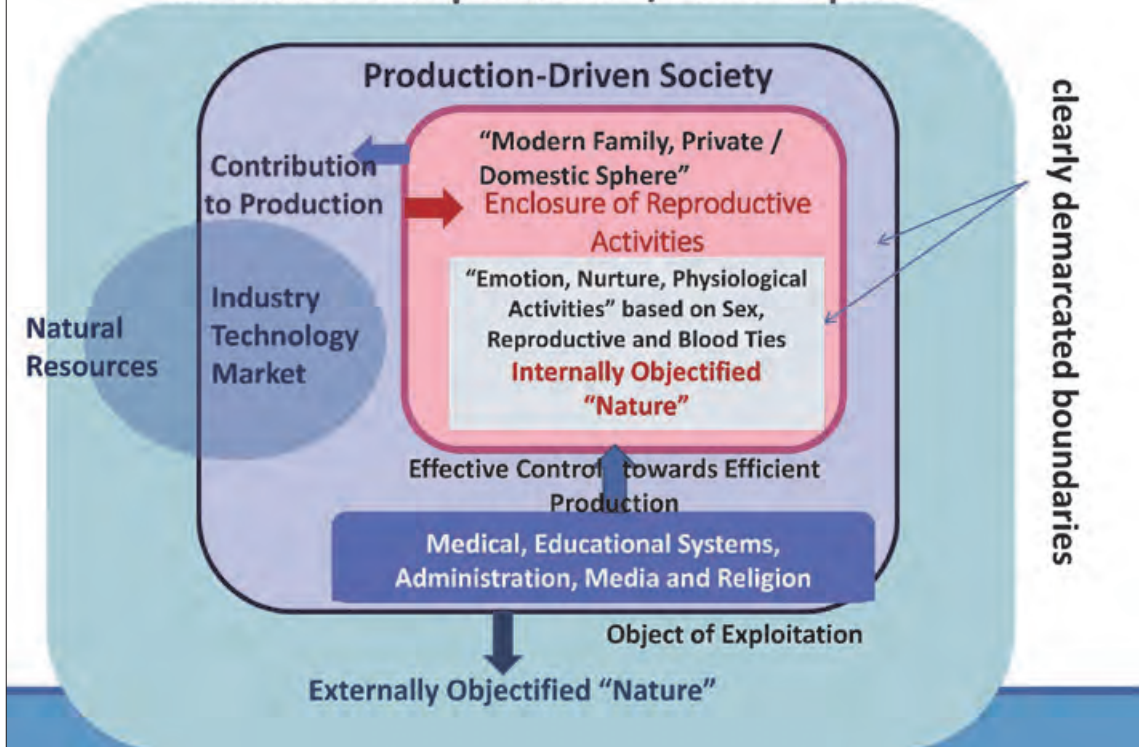 Production-Driven Society
"Modern Family, Private /
Domestic Sphere"
Enclosure of Reproductive
Activities
"Emotion, Nurture, Physiological
Activities" based on Sex,
Reproductive and Blood Ties
Internally Objectified
"Nature"
Contribution
to Production
Natural
Resources
Industry
Technology
Market
Effective Control towards Efficient
Production
Medical, Educational Systems,
Administration, Media and Religion
Object of Exploitation
Externally Objectified "Nature"
clearly demarcated boundaries